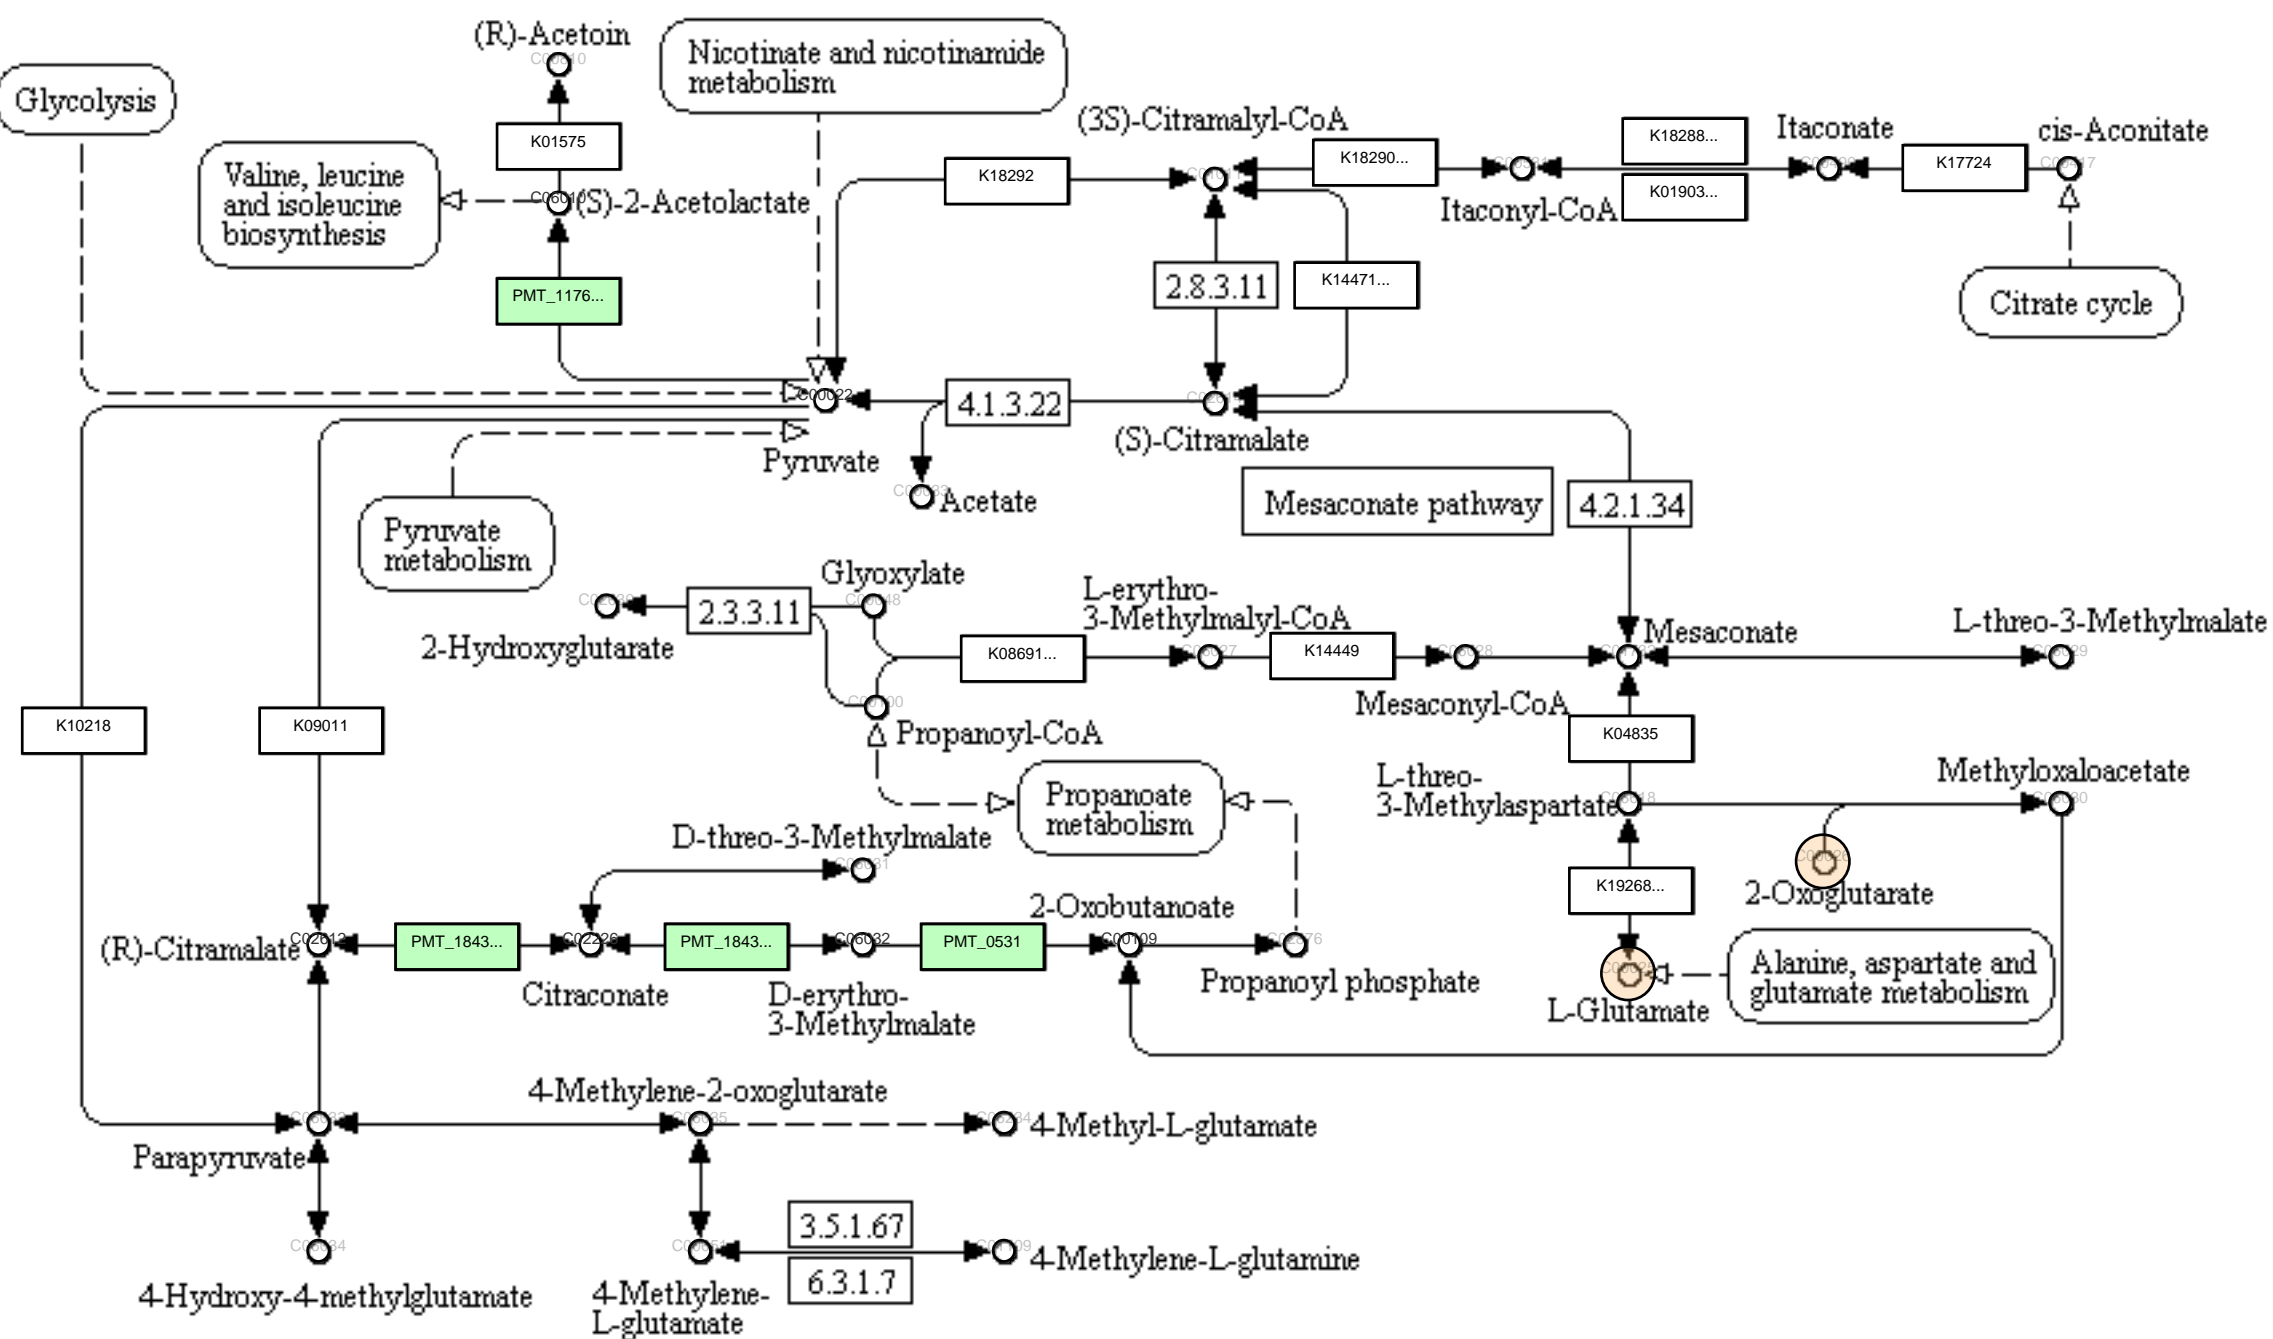 (R)-Acetoin
Nicotinate and nicotinamide
metabolism
Glycolysis
(3S)-Citramalyl-CoA
Itaconate
cis-Aconitate
K01575
K18288...
K18290...
K17724
Valine, leucine
and isoleucine
biosynthesis
(S)-2-Acetolactate
K18292
Itaconyl-CoA
K01903...
PMT_1176...
2.8.3.11
K14471...
Citrate cycle
C00022
4.1.3.22
Pyruvate
(S)-Citramalate
Acetate
Mesaconate pathway
4.2.1.34
Pyruvate
metabolism
Glyoxylate
2.3.3.11
L-erythro-
3-Methylmalyl-CoA
2-Hydroxyglutarate
K08691...
K14449
Mesaconate
L-threo-3-Methylmalate
Mesaconyl-CoA
K10218
K09011
Propanoyl-CoA
K04835
Propanoate
metabolism
L-threo-
3-Methylaspartate
Methyloxaloacetate
D-threo-3-Methylmalate
K19268...
2-Oxoglutarate
2-Oxobutanoate
(R)-Citramalate
C02612
PMT_1843...
C02226
PMT_1843...
C06032
PMT_0531
C00109
Citraconate
D-erythro-
3-Methylmalate
Propanoyl phosphate
L-Glutamate
Alanine, aspartate and
glutamate metabolism
4-Methylene-2-oxoglutarate
4-Methyl-L-glutamate
Parapyruvate
3.5.1.67
4-Methylene-L-glutamine
6.3.1.7
4-Hydroxy-4-methylglutamate
4-Methylene-
L-glutamate